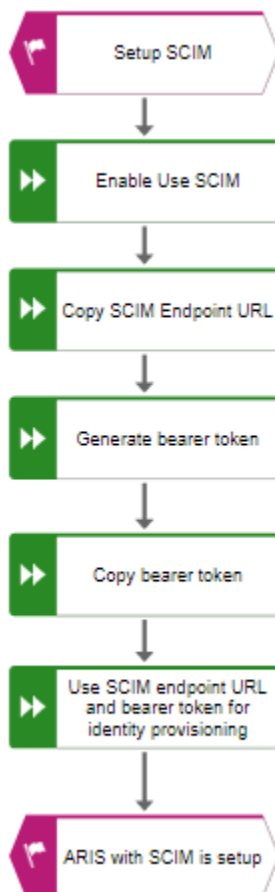 Setup SCIM
Enable Use SCIM
Copy SCIM Endpoint URL
Generate bearer token
Copy bearer token
Use SCIM endpoint URL
and bearer token for
identity provisioning
ARIS with SCIM is setup